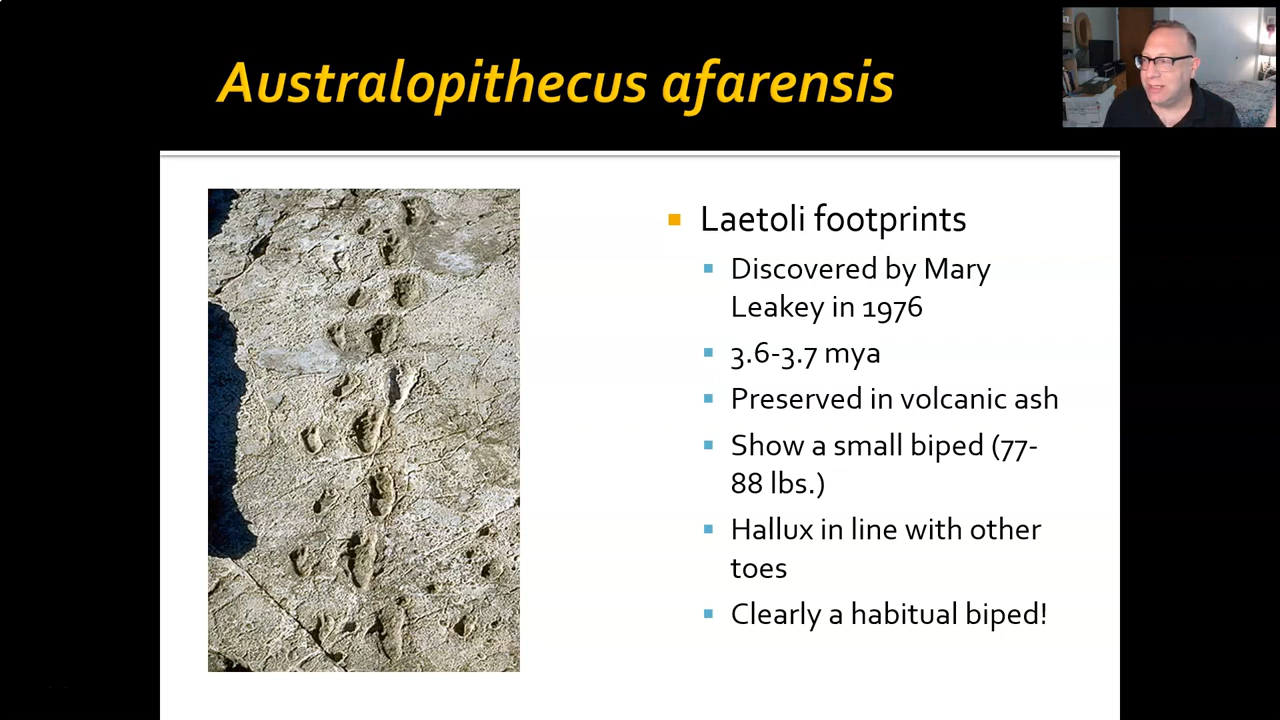 Australopithecus afarensis
Laetoli footprints
Discovered by Mary
Leakey in 1976
3.6-3.7 mya
Preserved in volcanic ash
Show a small biped (77-
88 lbs.)
Hallux in line with other
toes
Clearly a habitual biped!